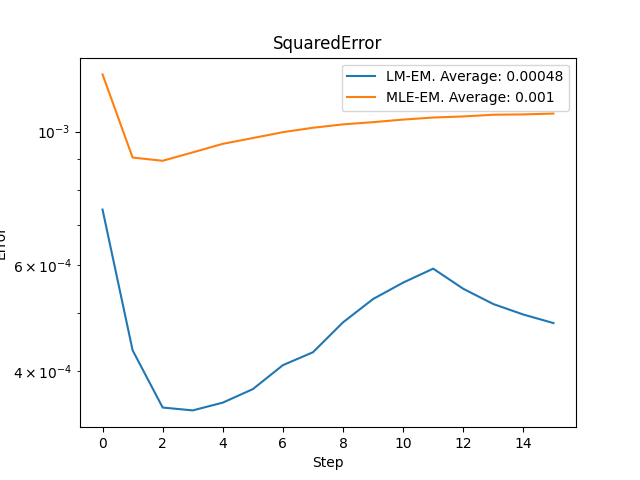 SquaredError
LM-EM. Average: 0.00048
MLE-EM. Average: 0.001
10⁻³
6 × 10⁻⁴
4 × 10⁻⁴
Error
0 2 4 6 8 10 12 14
Step